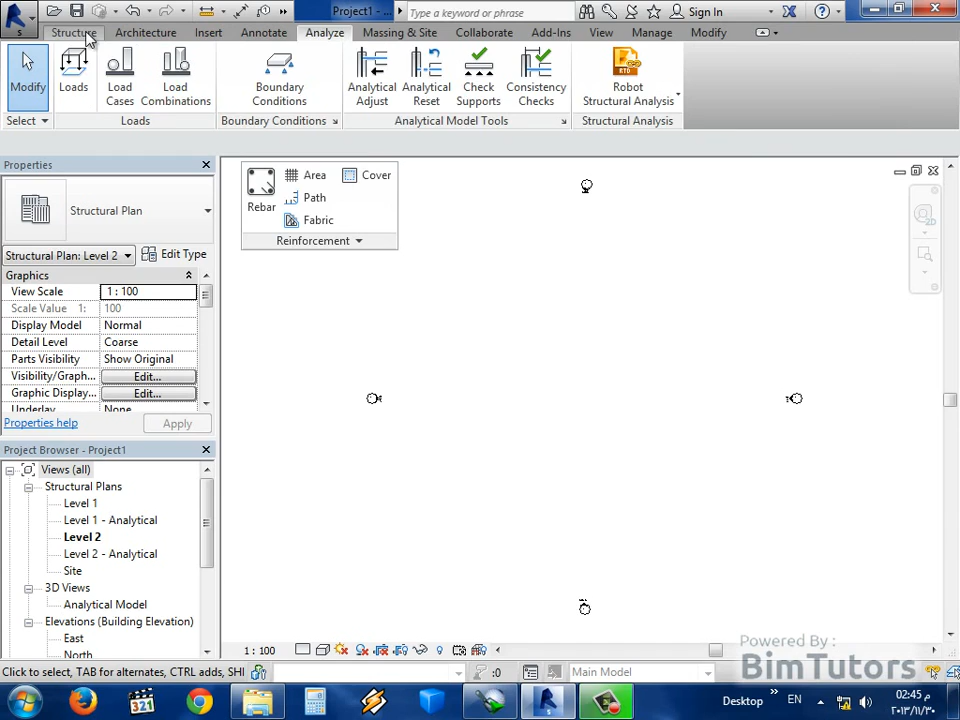 Project1 - ...
Type a keyword or phrase
Sign In
S
Structure Architecture Insert Annotate Analyze Massing & Site Collaborate Add-Ins View Manage Modify
Modify
Loads
Load Cases
Load Combinations
Boundary Conditions
Analytical Adjust
Analytical Reset
Check Supports
Consistency Checks
RTD
Robot Structural Analysis
Select Loads Boundary Conditions Analytical Model Tools Structural Analysis
Properties
Structural Plan
Structural Plan: Level 2 Edit Type
Graphics
View Scale 1 : 100
Scale Value 1: 100
Display Model Normal
Detail Level Coarse
Parts Visibility Show Original
Visibility/Graph... Edit...
Graphic Display... Edit...
Underlay None
Properties help Apply
Rebar
Area Cover
Path
Fabric
Reinforcement
2D
Project Browser - Project1
Views (all)
Structural Plans
Level 1
Level 1 - Analytical
Level 2
Level 2 - Analytical
Site
3D Views
Analytical Model
Elevations (Building Elevation)
East
North
1 : 100
Powered By :
BimTutors
Click to select, TAB for alternates, CTRL adds, SHI
:0
Main Model
321
Desktop
EN
02:45 م
٢٠١٣/١١/٣٠